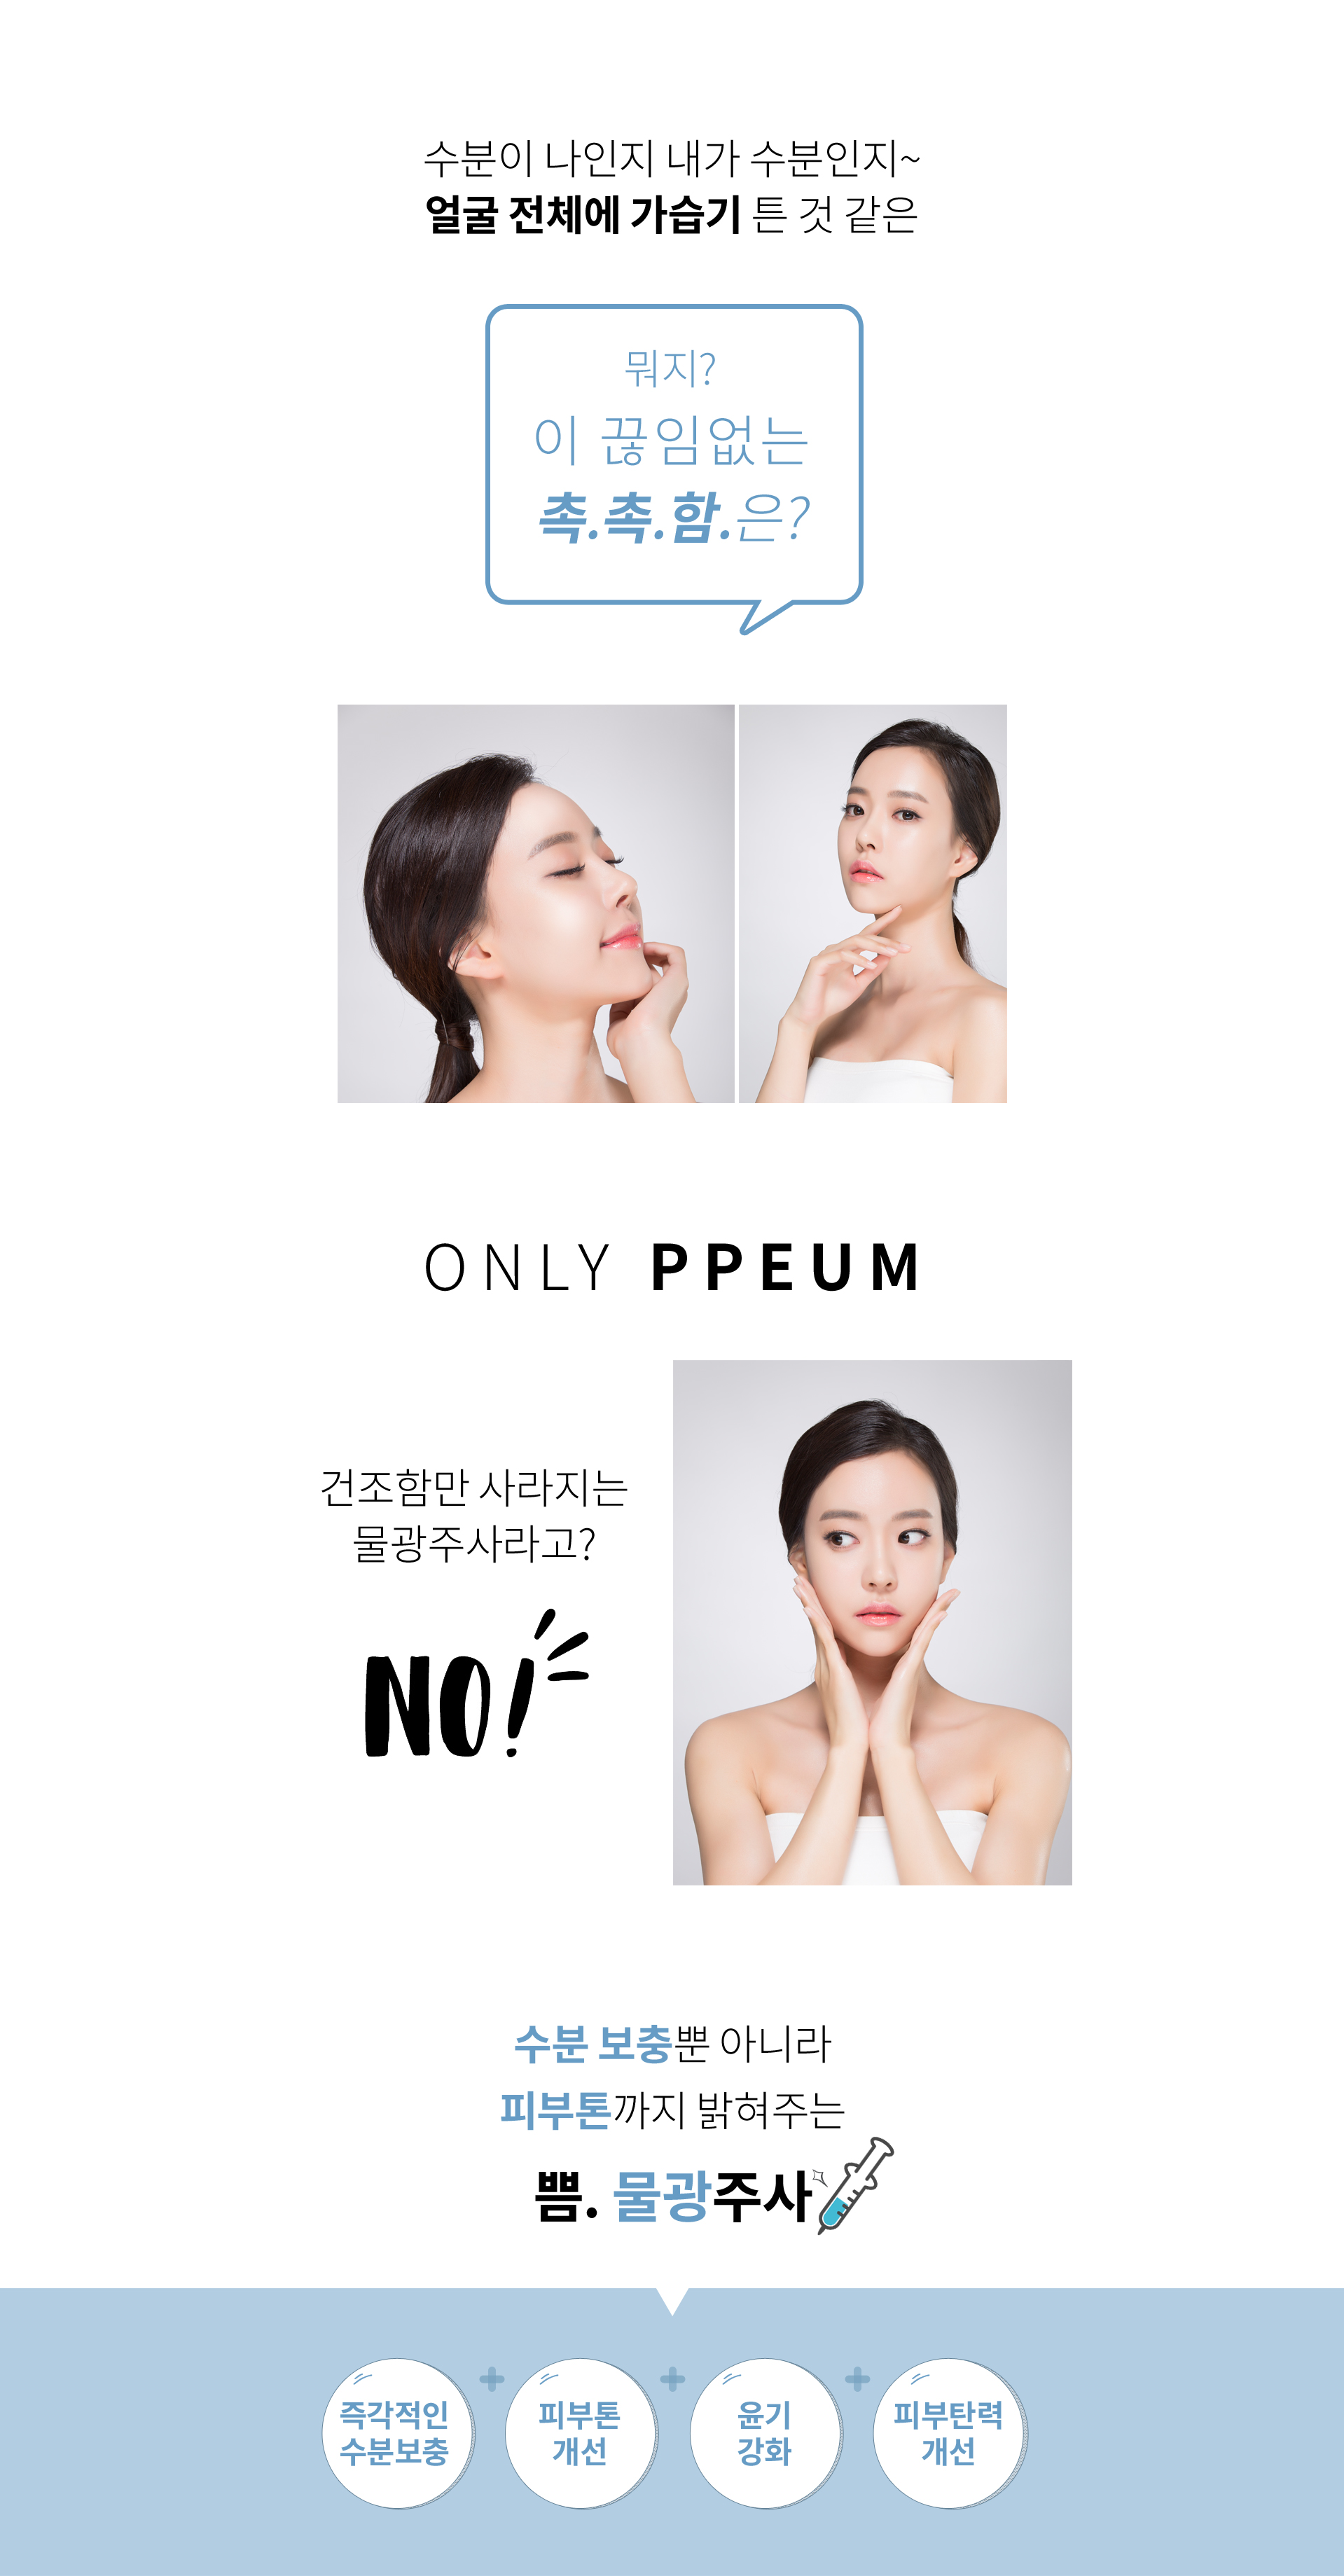 수분이 나인지 내가 수분인지~
얼굴 전체에 가습기 튼 것 같은
뭐지?
이 끊임없는
촉.촉.함.은?
ONLY PPEUM
건조함만 사라지는
물광주사라고?
NO!
수분 보충뿐 아니라
피부톤까지 밝혀주는
쁨. 물광주사
즉각적인
수분보충
피부톤
개선
윤기
강화
피부탄력
개선